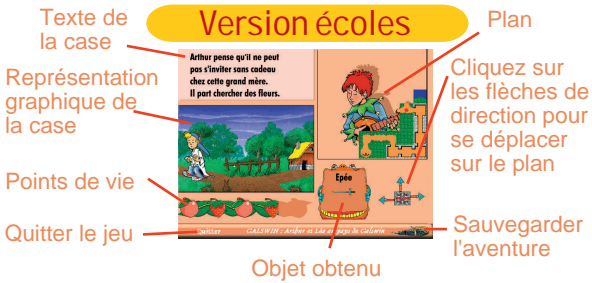 Version écoles
Texte de
la case
Plan
Arthur pense qu'il ne peut
pas s'inviter sans cadeau
chez cette grand mère.
Il part chercher des fleurs.
Représentation
graphique de
la case
Cliquez sur
les flèches de
direction pour
se déplacer
sur le plan
Epée
Points de vie
Quitter le jeu
GALSWIN : Arthur et Léa au pays de Galswin
Sauvegarder
l'aventure
Objet obtenu